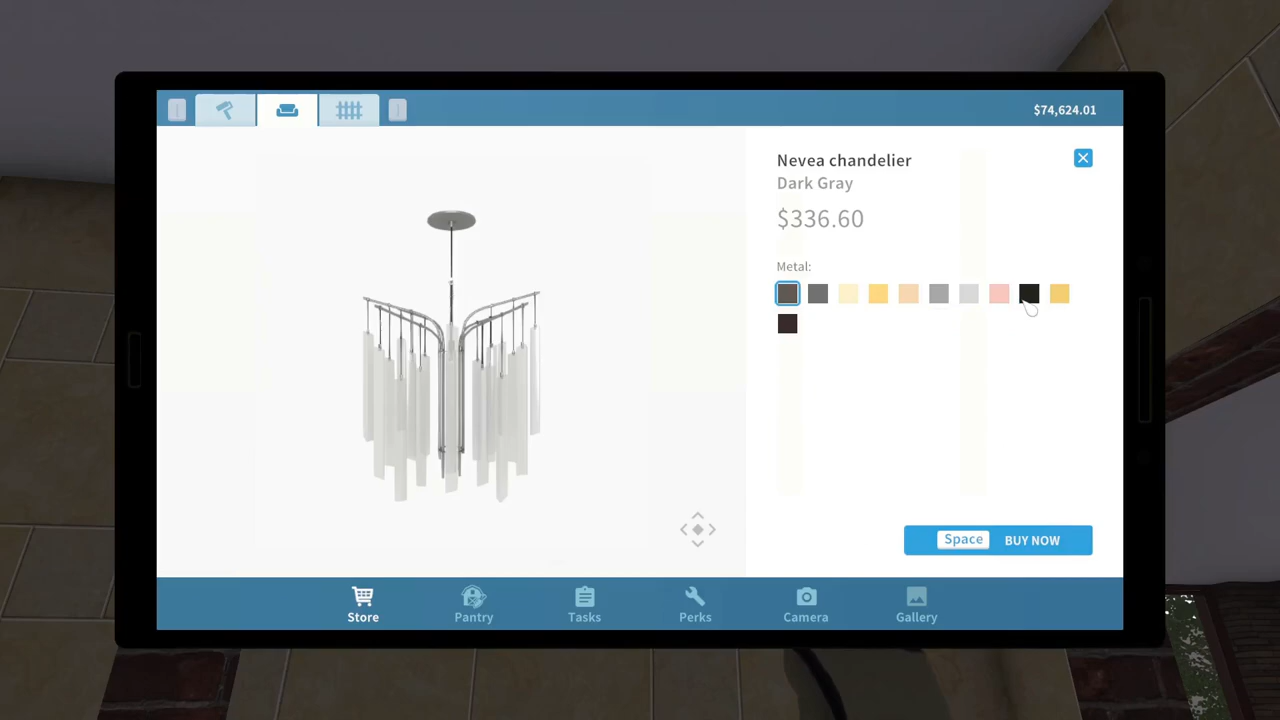 $74,624.01
Nevea chandelier
Dark Gray
$336.60
Metal:
Space BUY NOW
Store Pantry Tasks Perks Camera Gallery